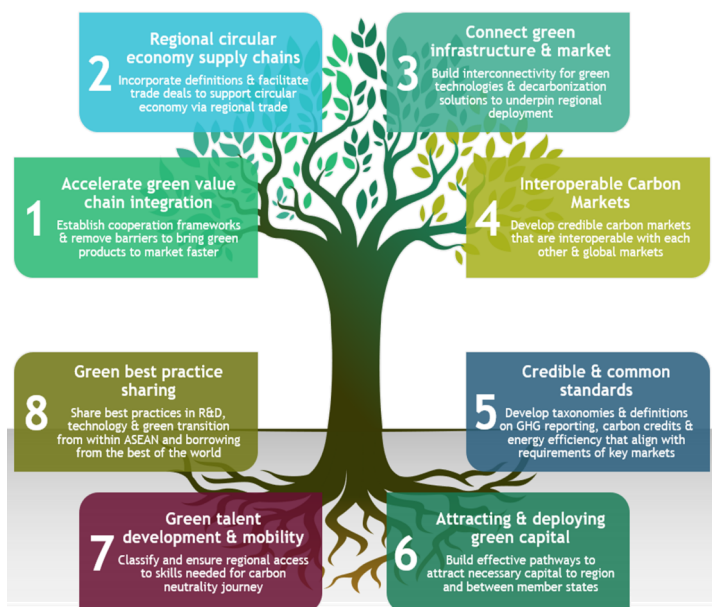 1
Accelerate green value
chain integration
Establish cooperation frameworks
& remove barriers to bring green
products to market faster
2
Regional circular
economy supply chains
Incorporate definitions & facilitate
trade deals to support circular
economy via regional trade
3
Connect green
infrastructure & market
Build interconnectivity for green
technologies & decarbonization
solutions to underpin regional
deployment
4
Interoperable Carbon
Markets
Develop credible carbon markets
that are interoperable with each
other & global markets
5
Credible & common
standards
Develop taxonomies & definitions
on GHG reporting, carbon credits &
energy efficiency that align with
requirements of key markets
6
Attracting & deploying
green capital
Build effective pathways to
attract necessary capital to region
and between member states
7
Green talent
development & mobility
Classify and ensure regional access
to skills needed for carbon
neutrality journey
8
Green best practice
sharing
Share best practices in R&D,
technology & green transition
from within ASEAN and borrowing
from the best of the world